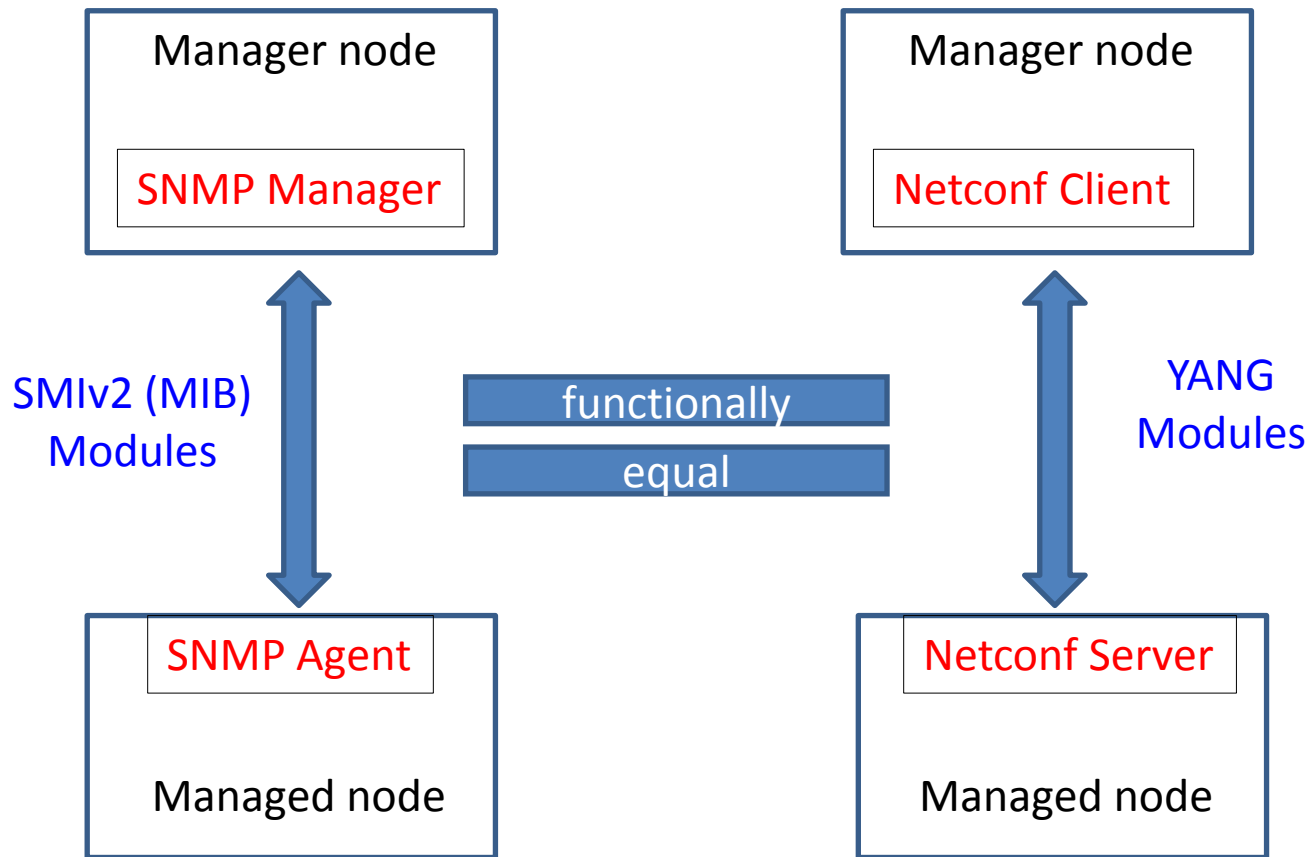 Manager node
SNMP Manager
Manager node
Netconf Client
SMIv2 (MIB)
Modules
functionally
equal
YANG
Modules
SNMP Agent
Managed node
Netconf Server
Managed node